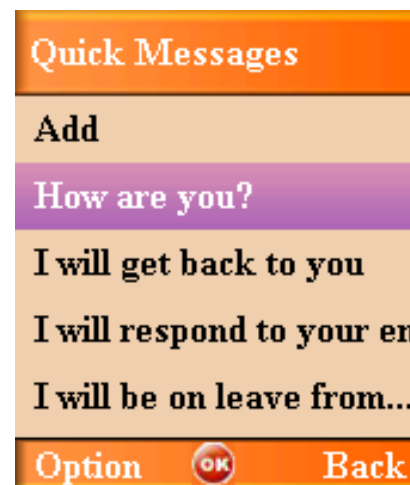 Quick Messages
Add
How are you?
I will get back to you
I will respond to your
I will be on leave from...
Option OK Back